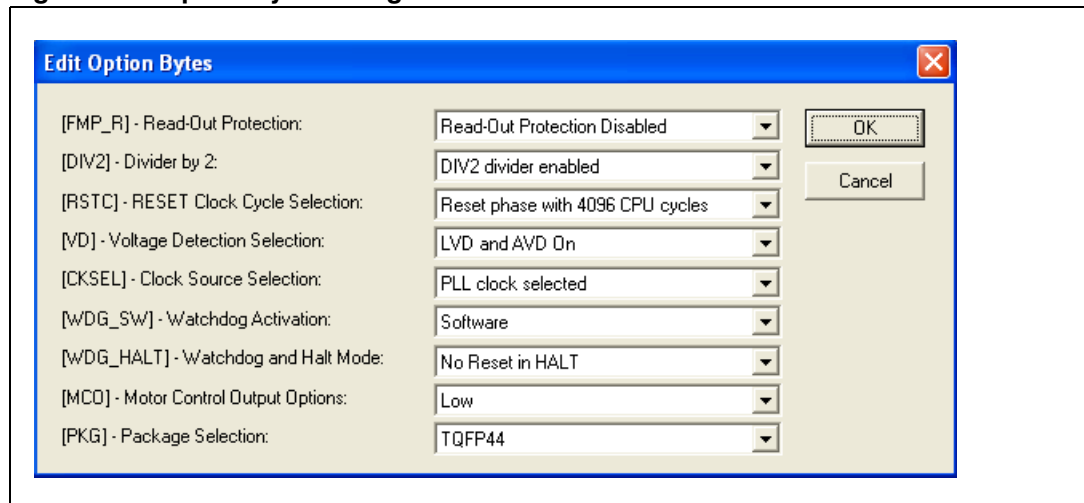 Edit Option Bytes
[FMP_R] - Read-Out Protection: Read-Out Protection Disabled OK
[DIV2] - Divider by 2: DIV2 divider enabled
Cancel
[RSTC] - RESET Clock Cycle Selection: Reset phase with 4096 CPU cycles
[VD] - Voltage Detection Selection: LVD and AVD On
[CKSEL] - Clock Source Selection: PLL clock selected
[WDG_SW] - Watchdog Activation: Software
[WDG_HALT] - Watchdog and Halt Mode: No Reset in HALT
[MCO] - Motor Control Output Options: Low
[PKG] - Package Selection: TQFP44